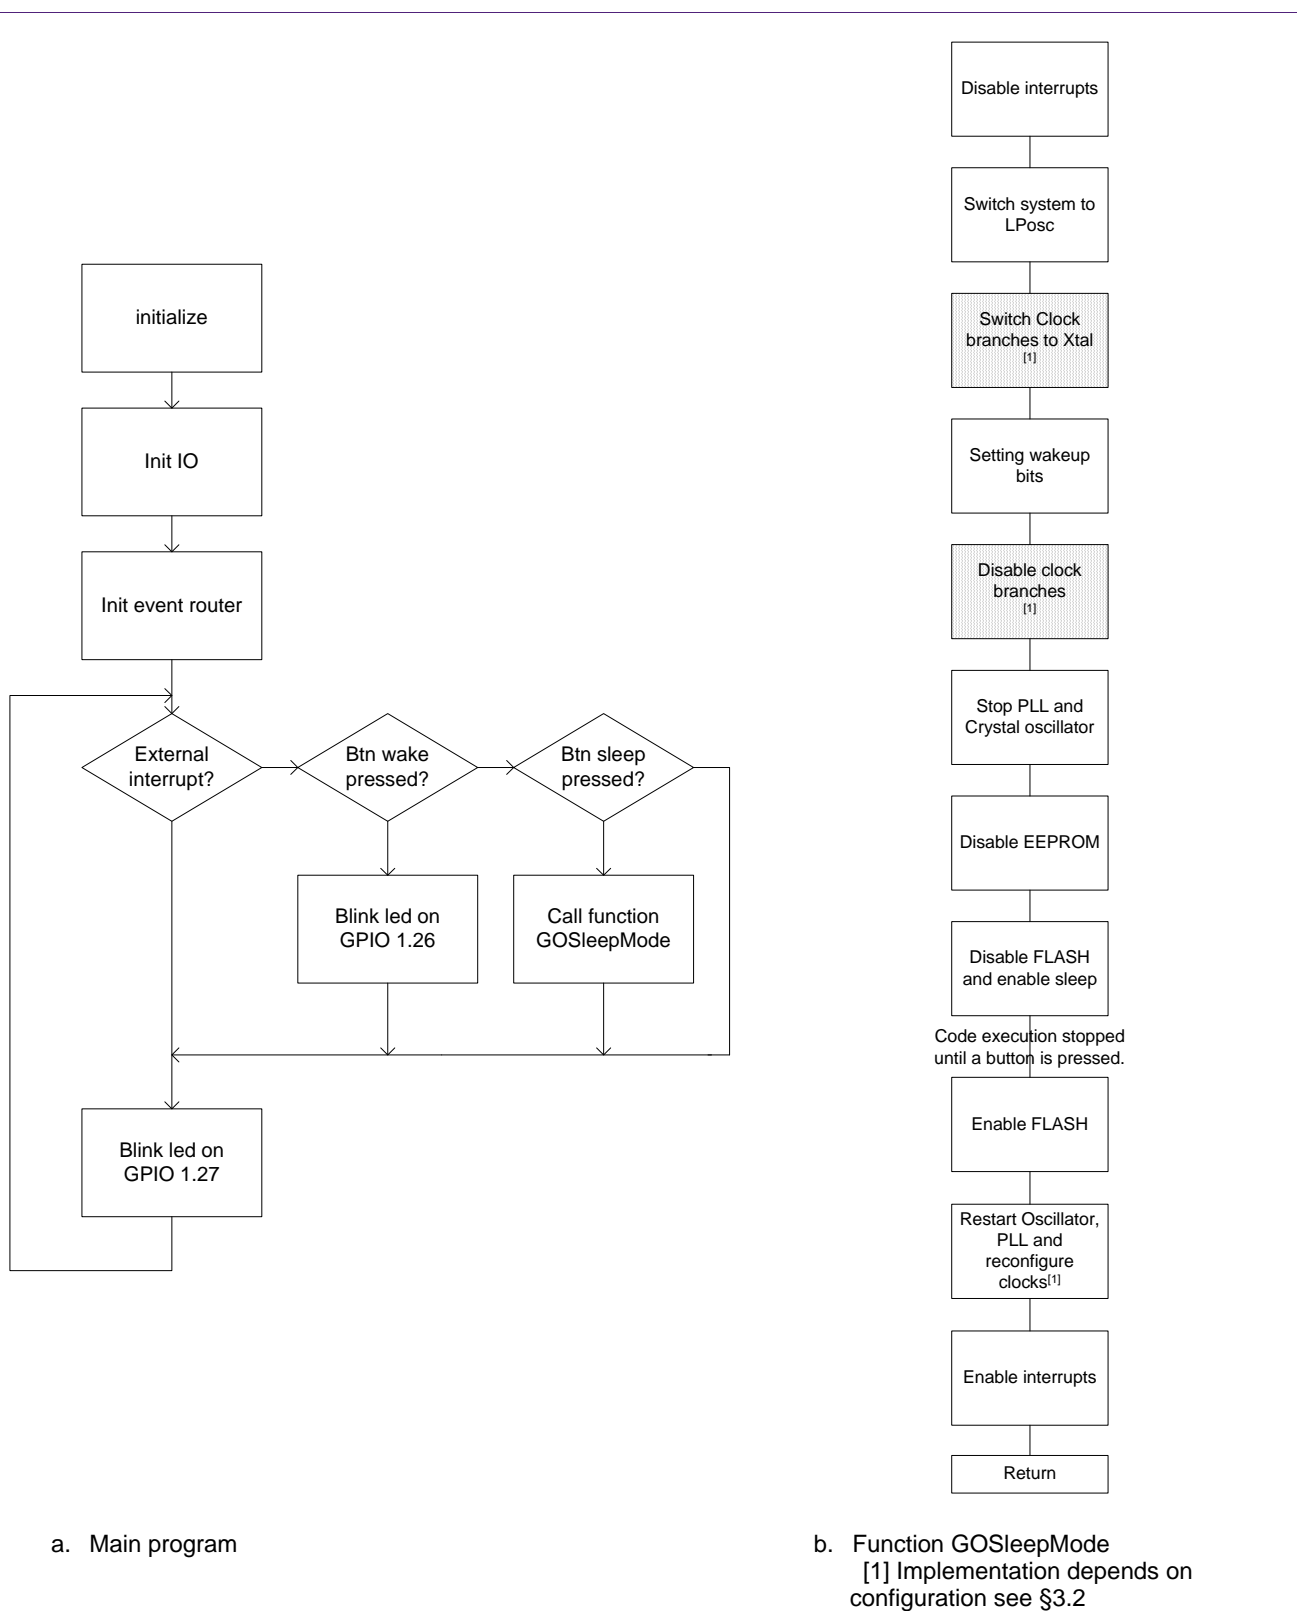 initialize
Init IO
Init event router
External
interrupt?
Btn wake
pressed?
Btn sleep
pressed?
Blink led on
GPIO 1.26
Call function
GOSleepMode
Blink led on
GPIO 1.27
a. Main program
Disable interrupts
Switch system to
LPosc
Switch Clock
branches to Xtal
[1]
Setting wakeup
bits
Disable clock
branches
[1]
Stop PLL and
Crystal oscillator
Disable EEPROM
Disable FLASH
and enable sleep
Code execution stopped
until a button is pressed.
Enable FLASH
Restart Oscillator,
PLL and
reconfigure
clocks[1]
Enable interrupts
Return
b. Function GOSleepMode
[1] Implementation depends on
configuration see §3.2